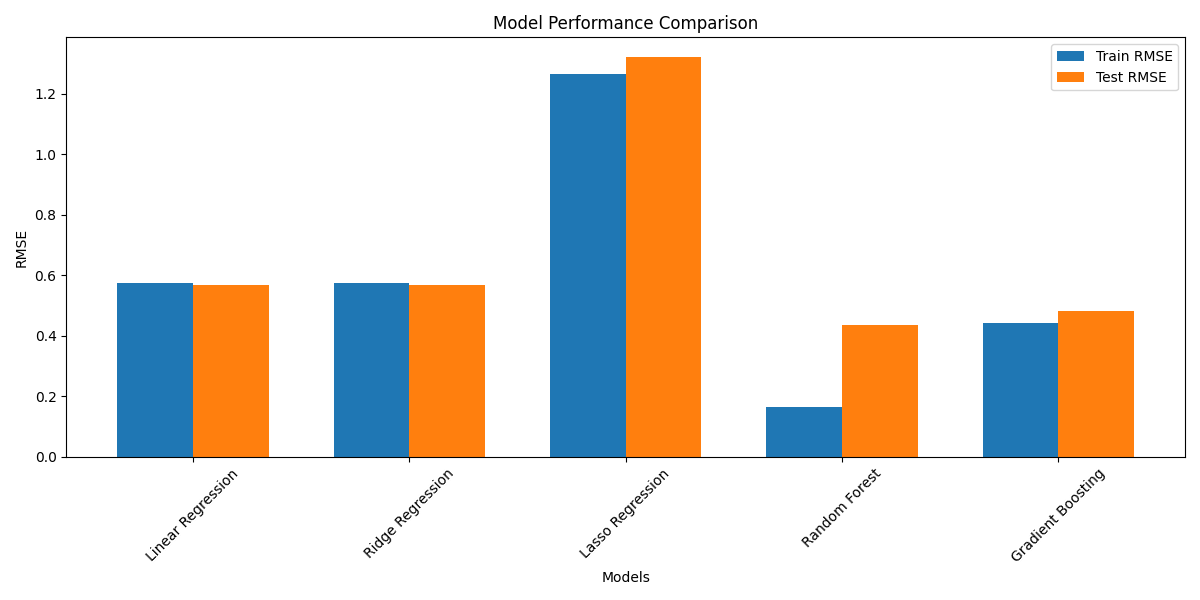 Model Performance Comparison
Train RMSE
Test RMSE
RMSE
1.2
1.0
0.8
0.6
0.4
0.2
0.0
Linear Regression
Ridge Regression
Lasso Regression
Random Forest
Gradient Boosting
Models